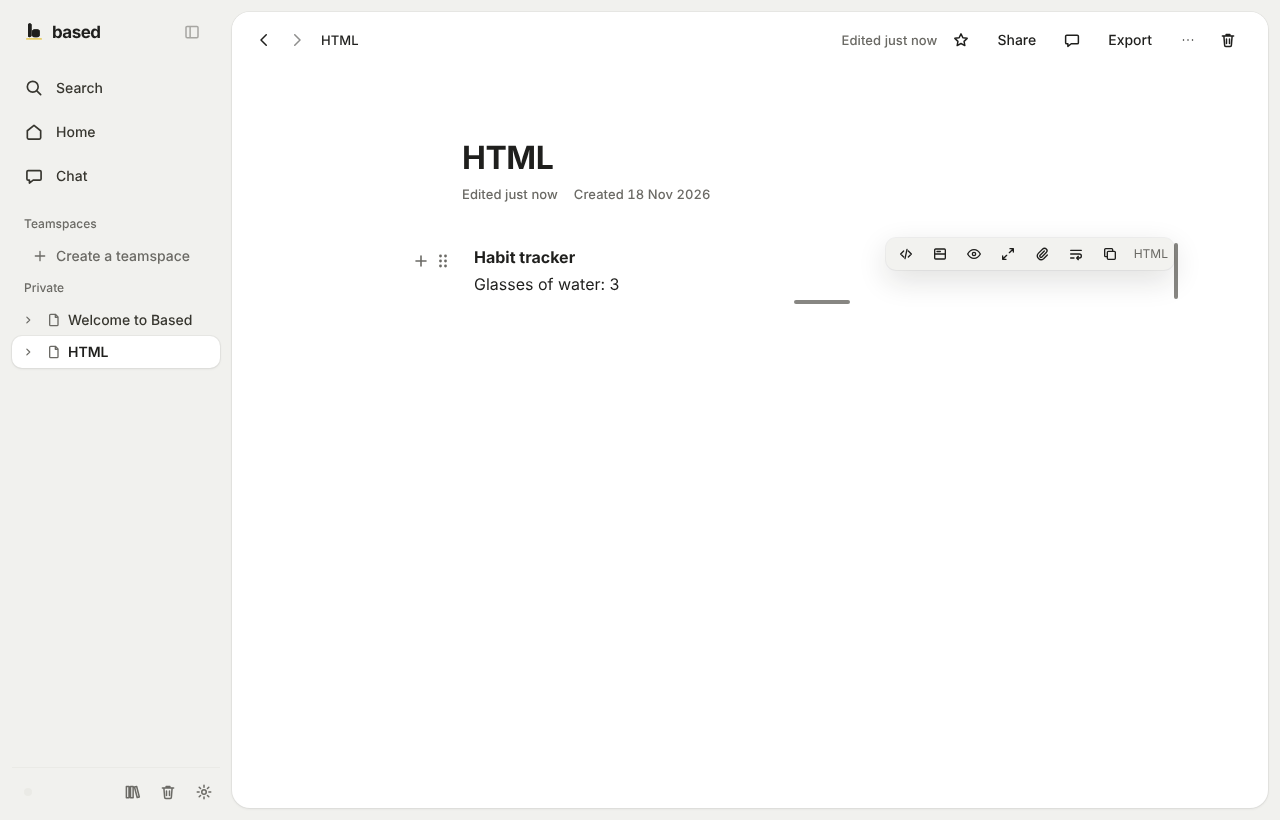 based
Search
Home
Chat
Teamspaces
Create a teamspace
Private
Welcome to Based
HTML
HTML
Edited just now
Share
Export
HTML
Edited just now Created 18 Nov 2026
Habit tracker
HTML
Glasses of water: 3